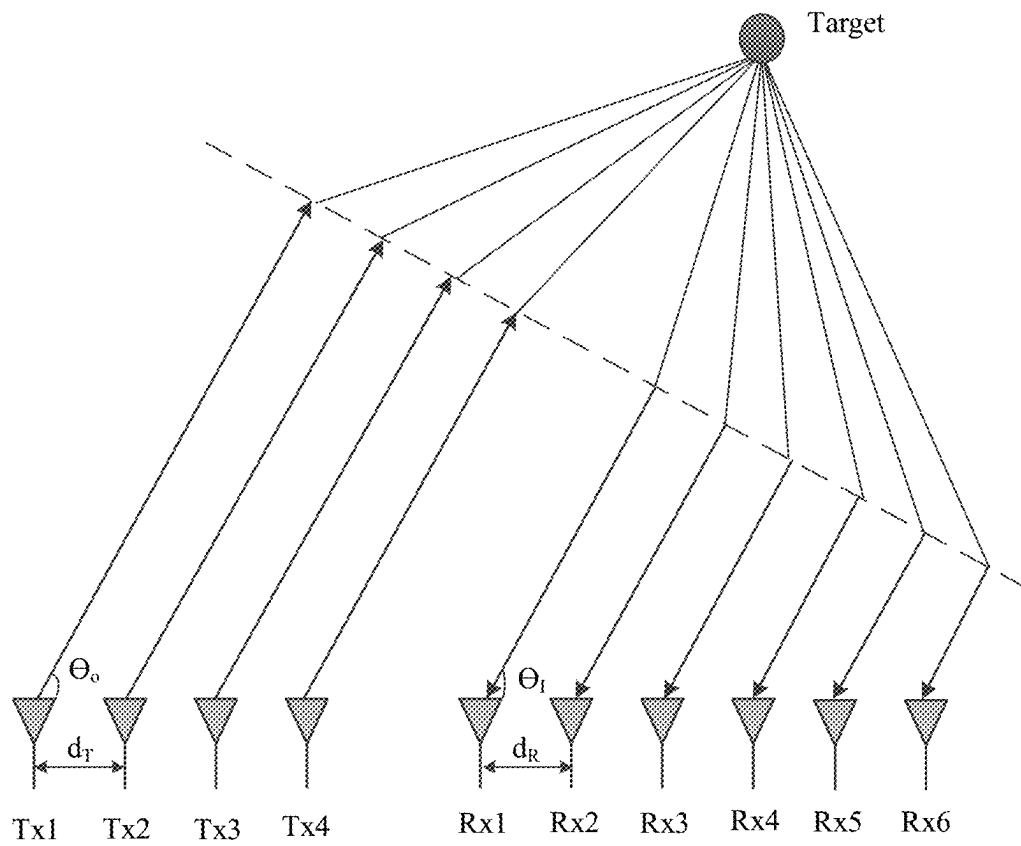 Target
Θo
ΘI
dT
dR
Tx1 Tx2 Tx3 Tx4 Rx1 Rx2 Rx3 Rx4 Rx5 Rx6